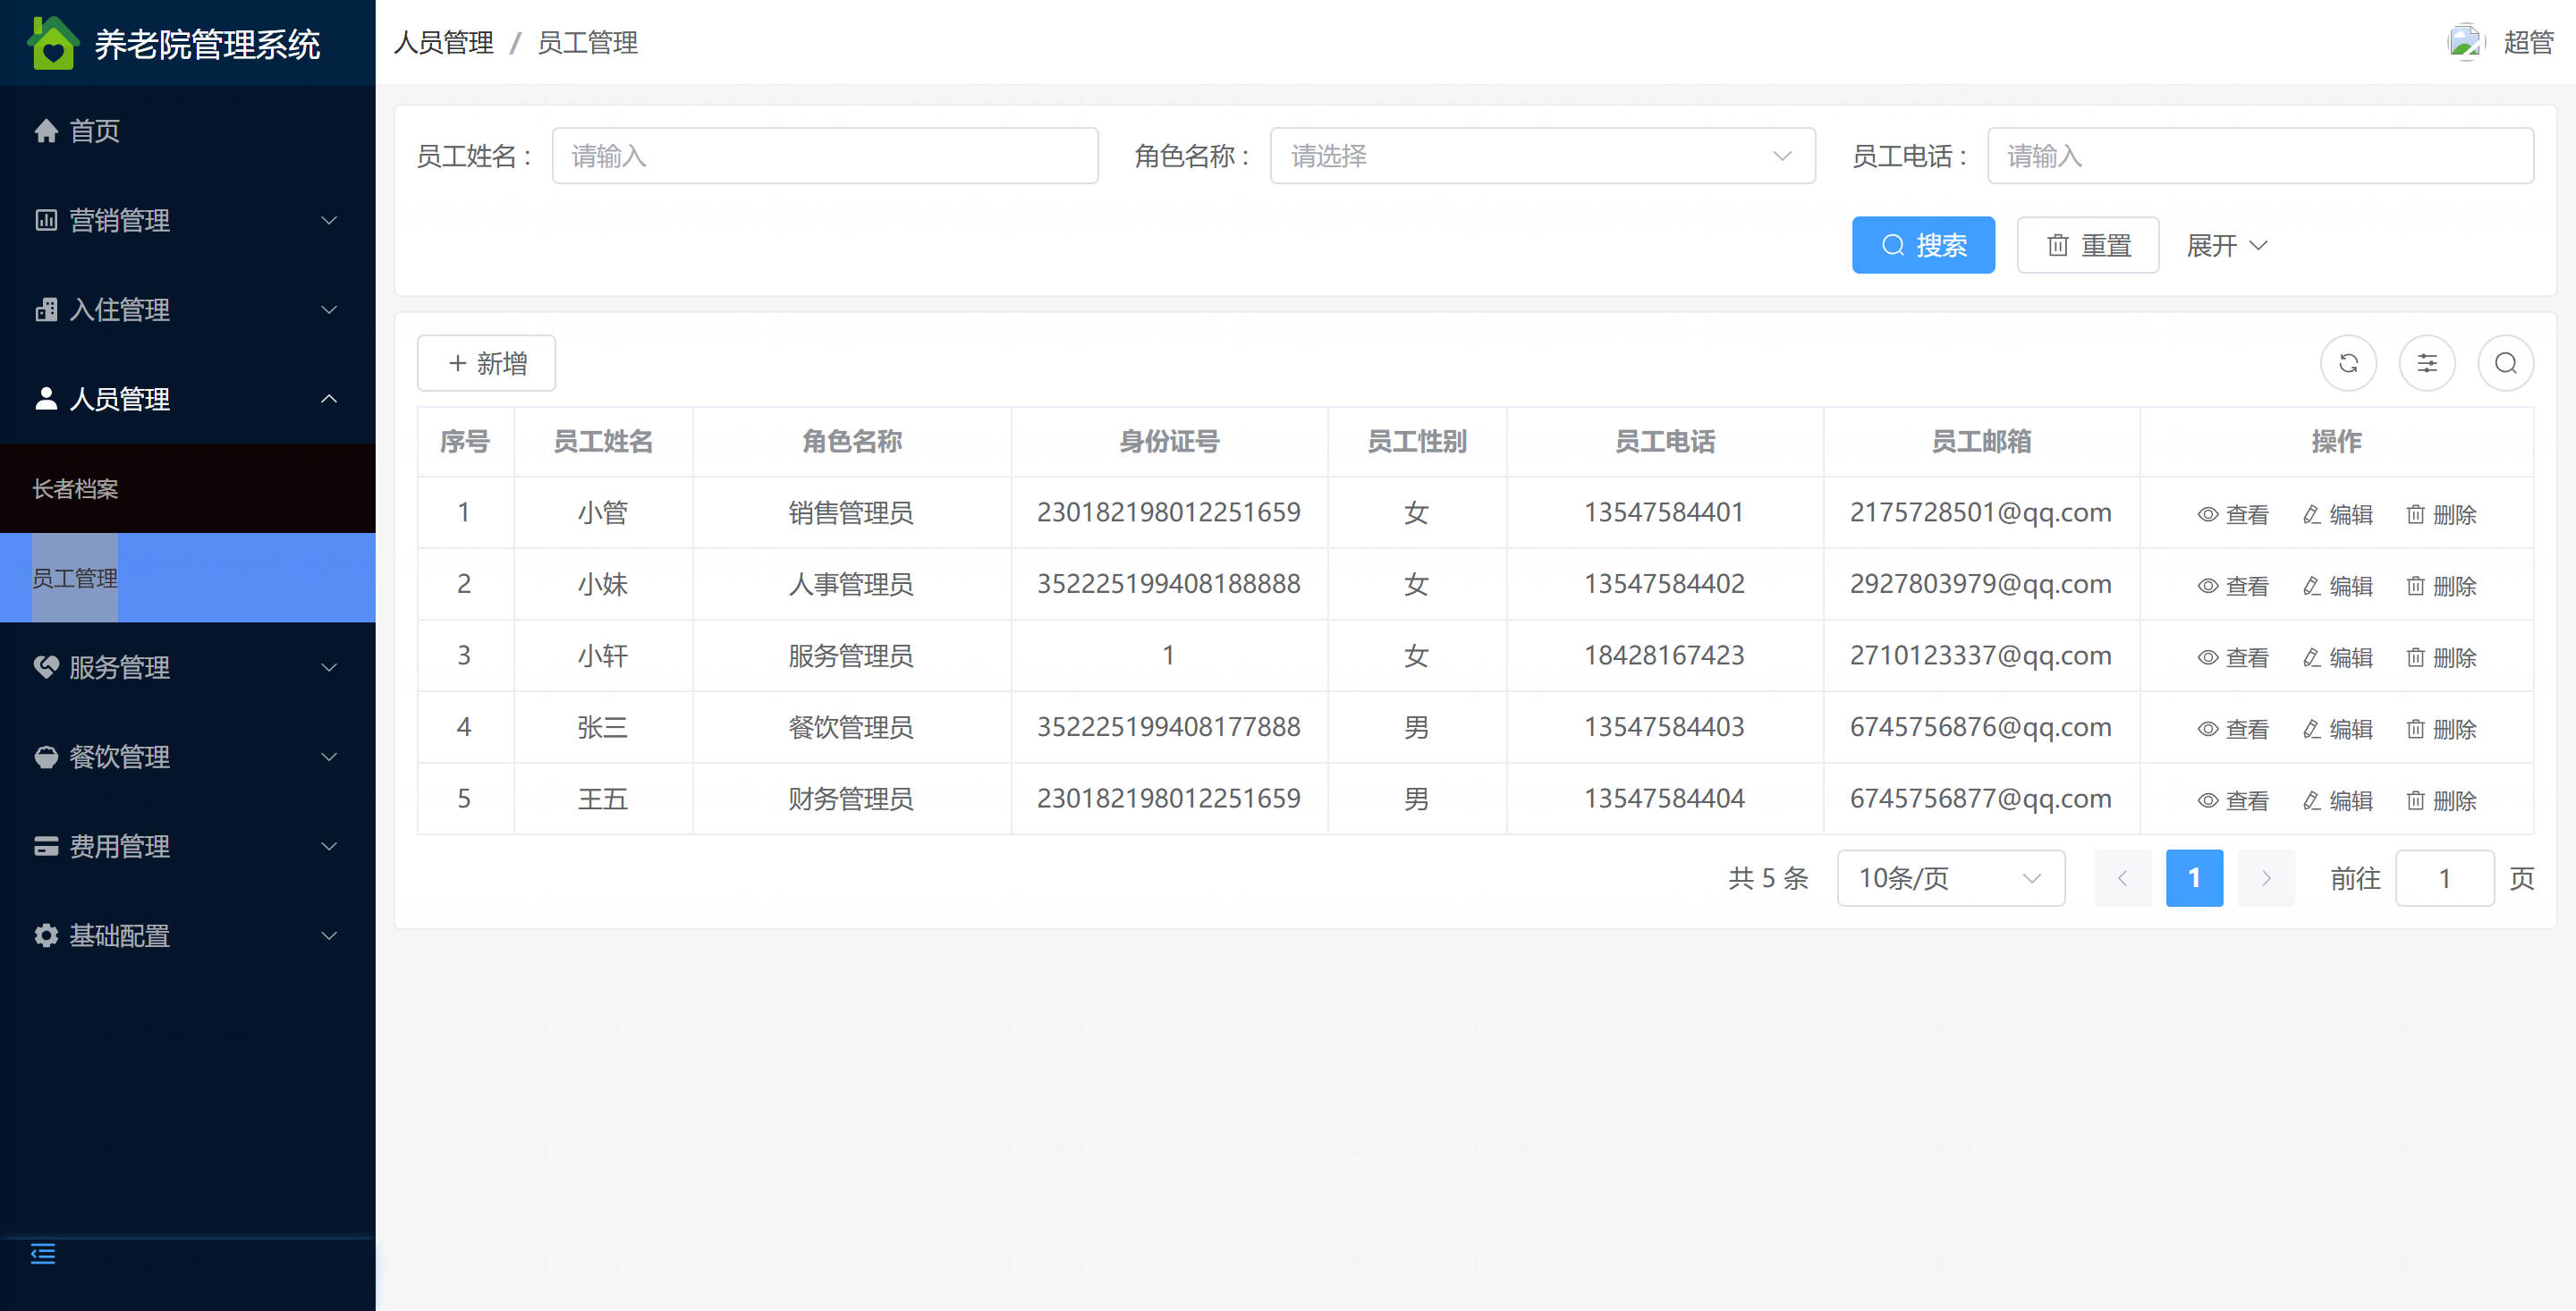 养老院管理系统
首页
营销管理
入住管理
人员管理
长者档案
员工管理
服务管理
餐饮管理
费用管理
基础配置
人员管理 / 员工管理
超管
员工姓名： 请输入 角色名称： 请选择 员工电话： 请输入
搜索 重置 展开
+ 新增
序号 员工姓名 角色名称 身份证号 员工性别 员工电话 员工邮箱 操作
1 小管 销售管理员 230182198012251659 女 13547584401 2175728501@qq.com 查看 编辑 删除
2 小妹 人事管理员 352225199408188888 女 13547584402 2927803979@qq.com 查看 编辑 删除
3 小轩 服务管理员 1 女 18428167423 2710123337@qq.com 查看 编辑 删除
4 张三 餐饮管理员 352225199408177888 男 13547584403 6745756876@qq.com 查看 编辑 删除
5 王五 财务管理员 230182198012251659 男 13547584404 6745756877@qq.com 查看 编辑 删除
共 5 条 10条/页 1 前往 1 页